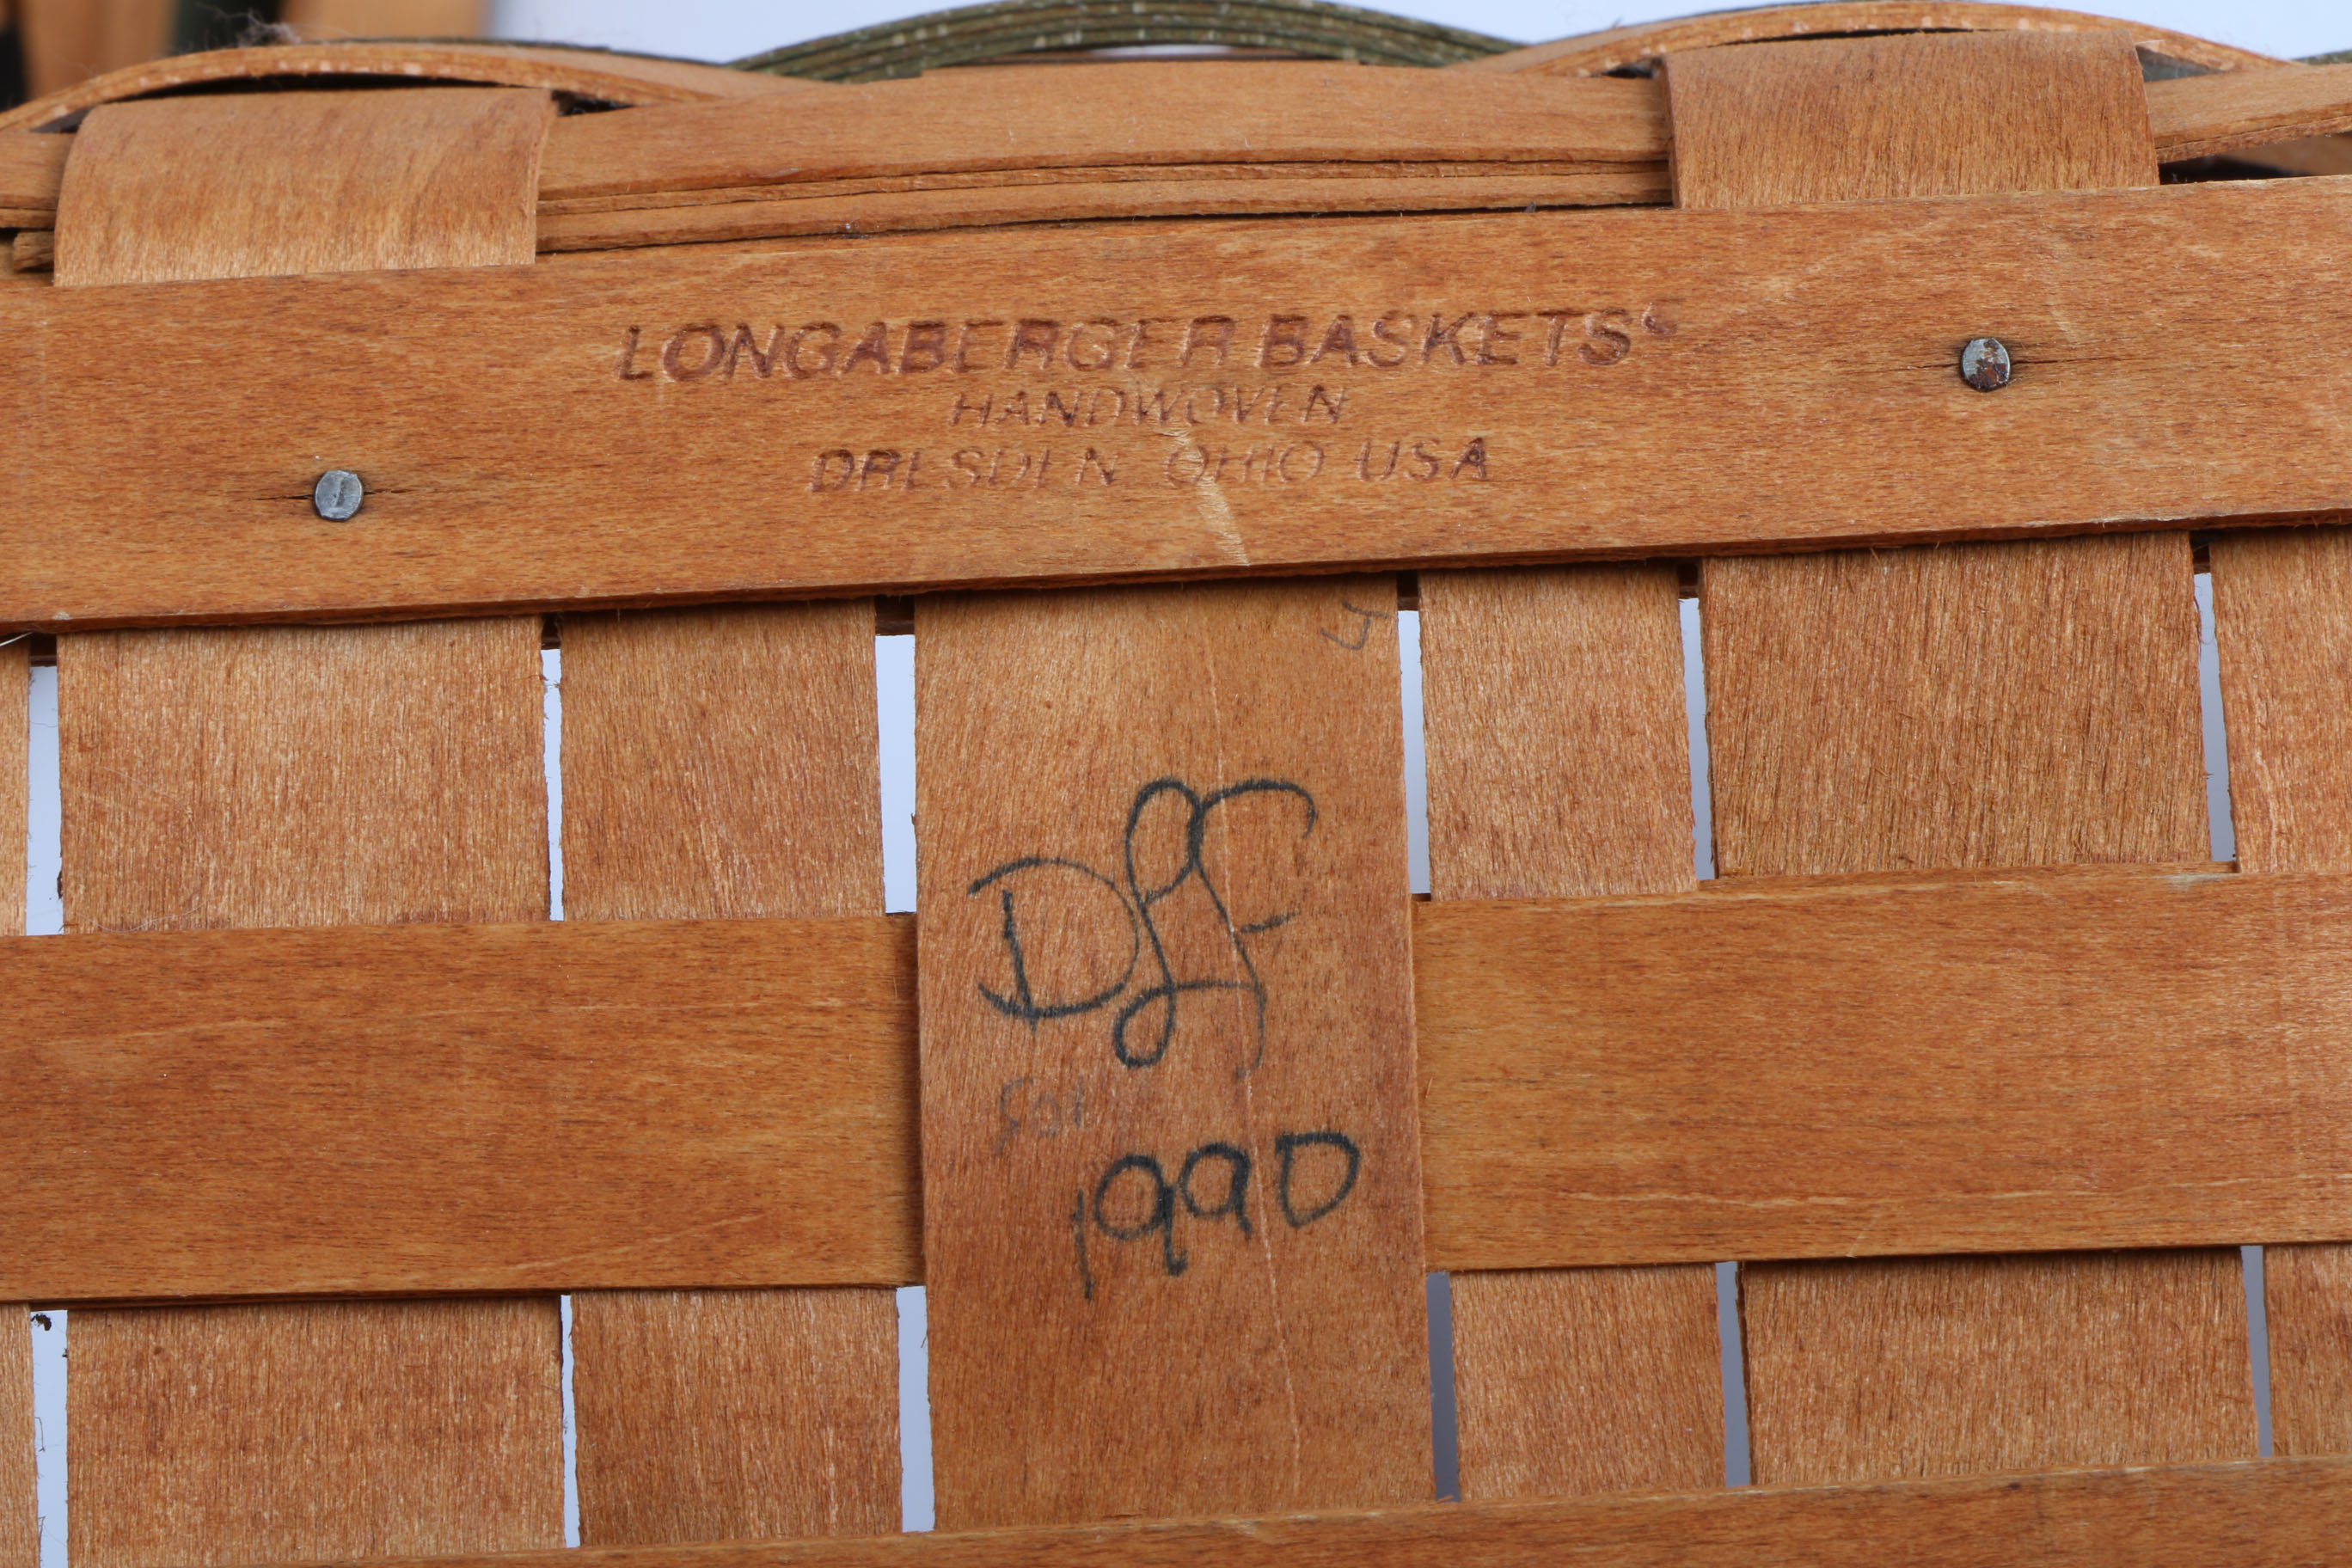 LONGABERGER BASKETS®
HANDWOVEN
DRESDEN OHIO USA
DLF
1990